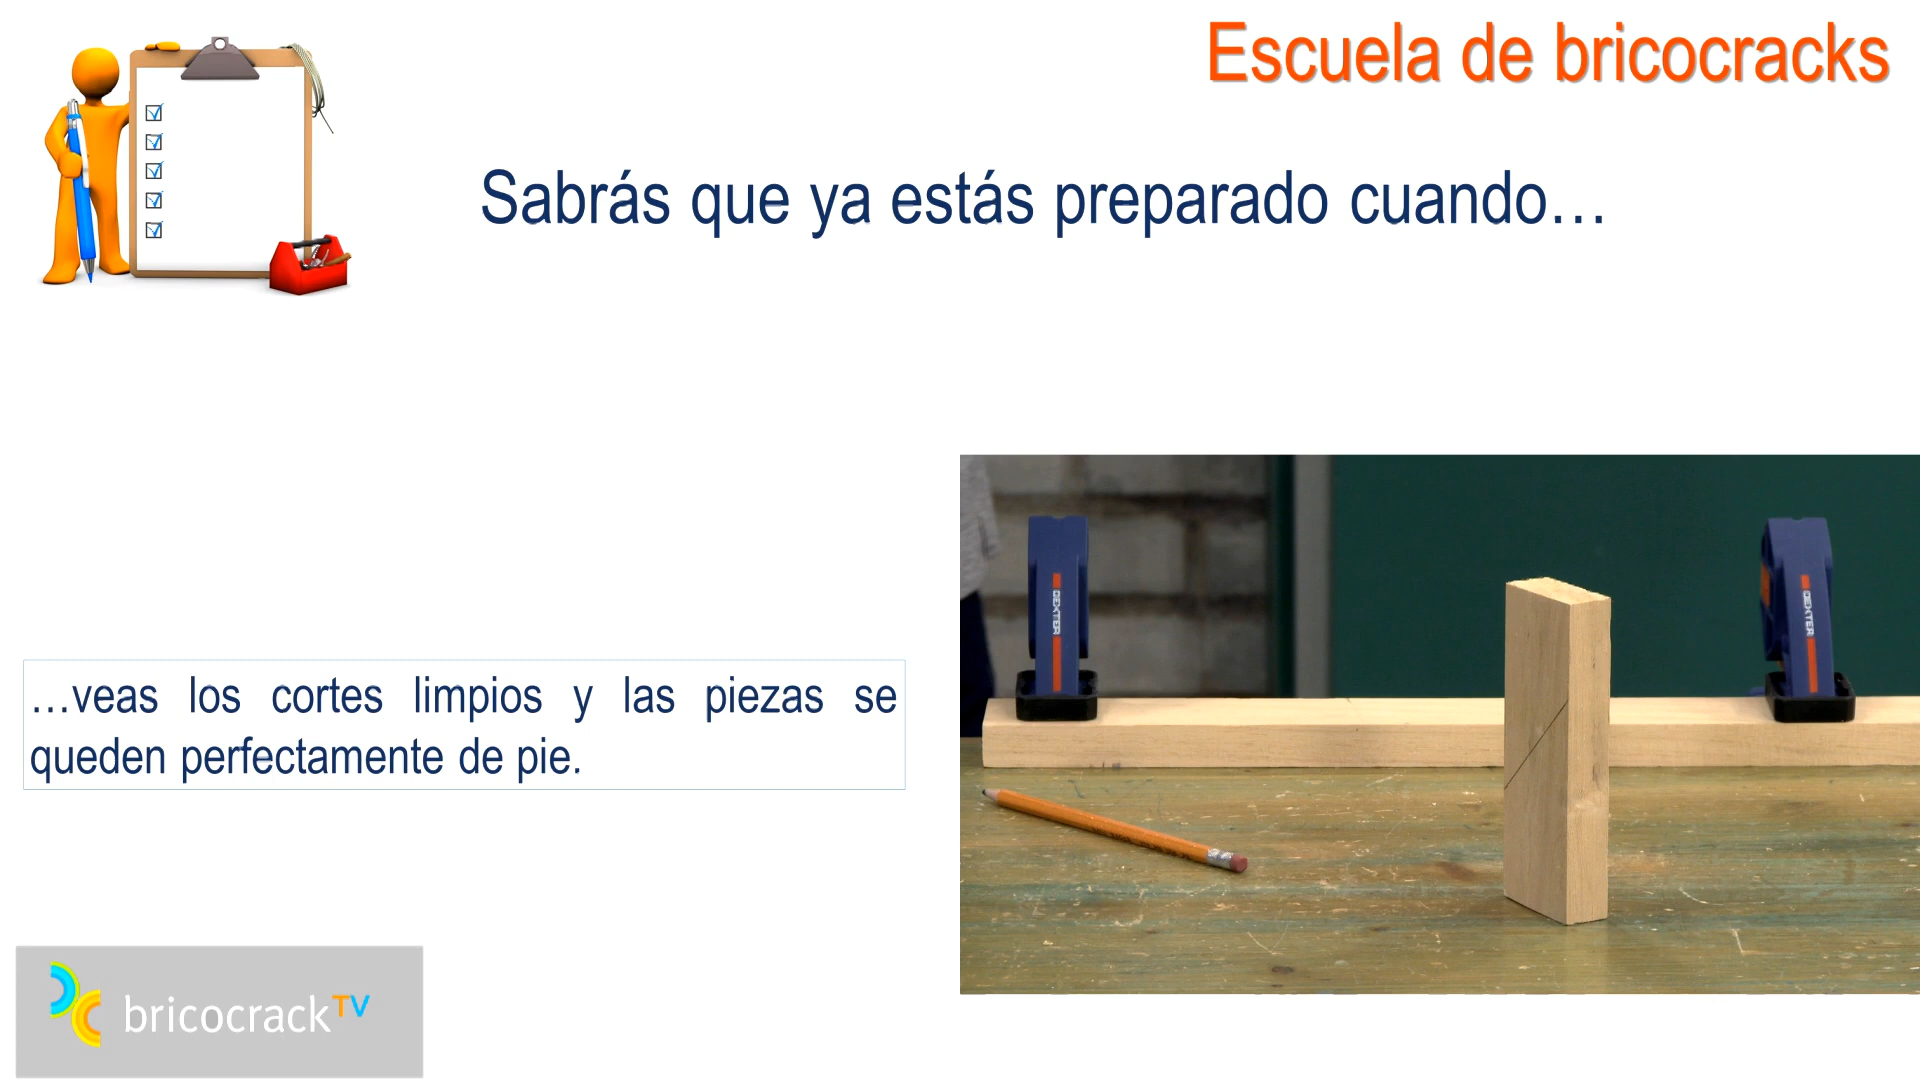 Escuela de bricocracks
Sabrás que ya estás preparado cuando…
…veas los cortes limpios y las piezas se
queden perfectamente de pie.
DEXTER
DEXTER
bricocrackTV